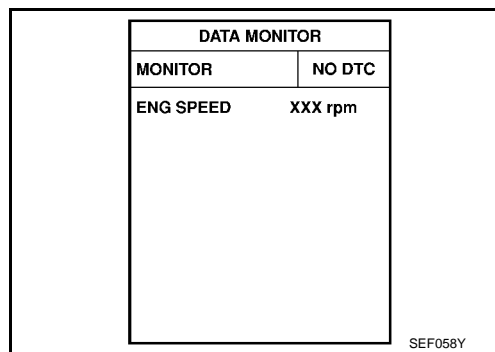 DATA MONITOR
MONITOR NO DTC
ENG SPEED XXX rpm
SEF058Y